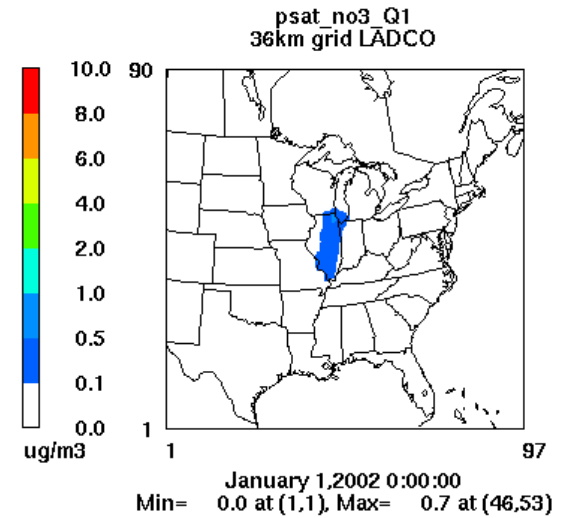 psat_no3_Q1
36km grid LADCO
10.0
8.0
6.0
4.0
2.0
1.0
0.5
0.1
0.0
ug/m3
90
1
1
97
January 1,2002 0:00:00
Min= 0.0 at (1,1), Max= 0.7 at (46,53)